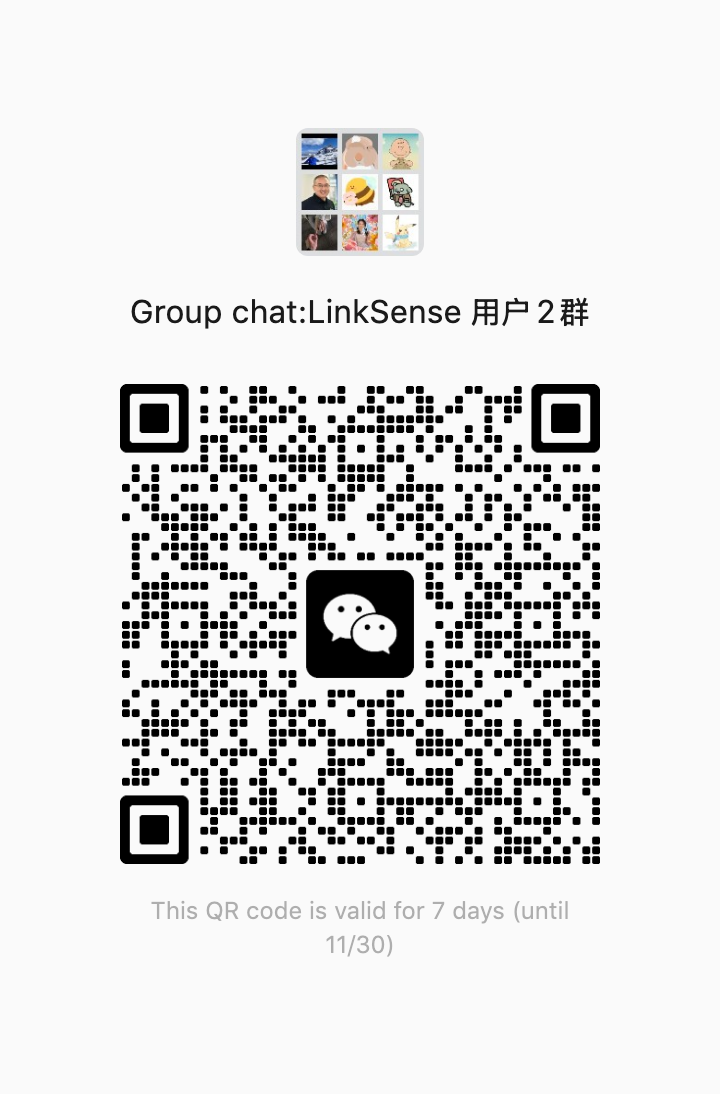 Group chat:LinkSense 用户2群
This QR code is valid for 7 days (until
11/30)